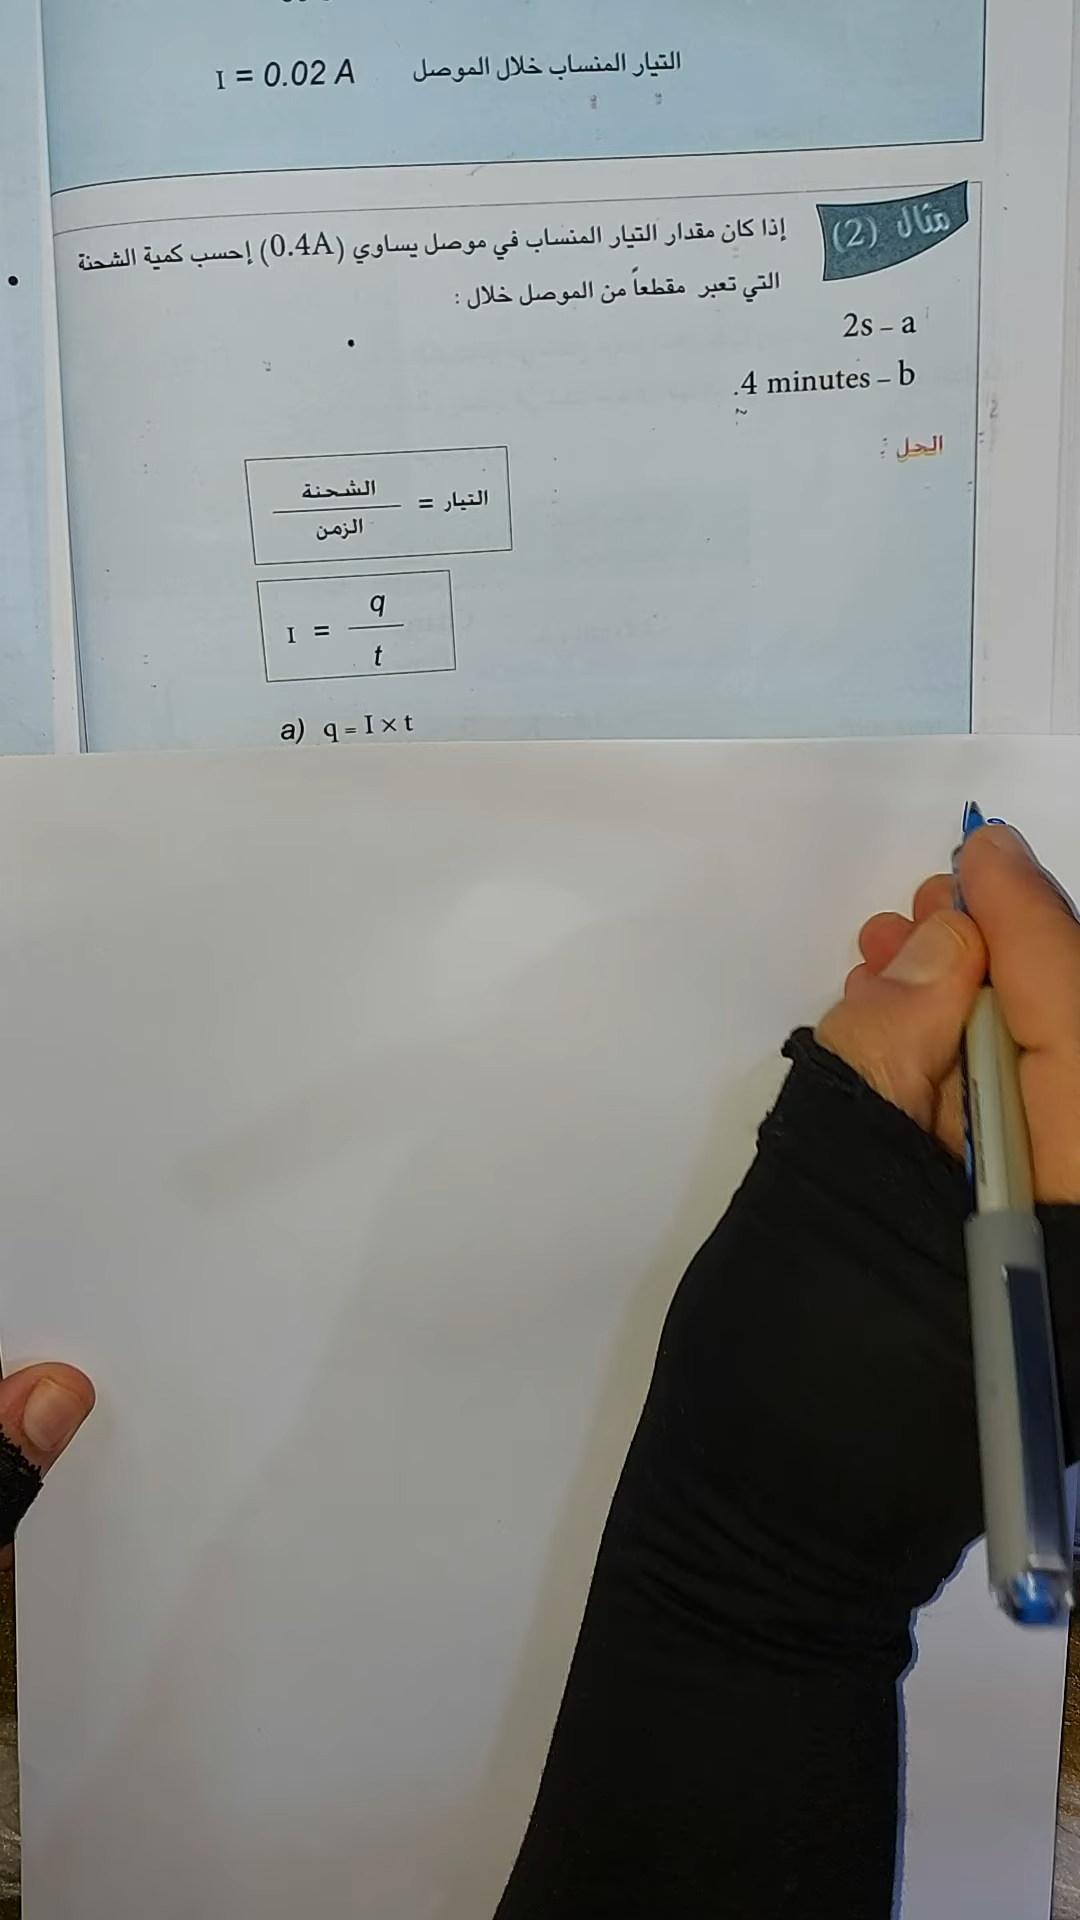 التيار المنساب خلال الموصل I = 0.02 A
مثال (2)
إذا كان مقدار التيار المنساب في موصل يساوي (0.4A) إحسب كمية الشحنة
التي تعبر مقطعاً من الموصل خلال :
2s – a
.4 minutes – b
الحل :
التيار = الشحنة
الزمن
I = q
t
a) q = I × t